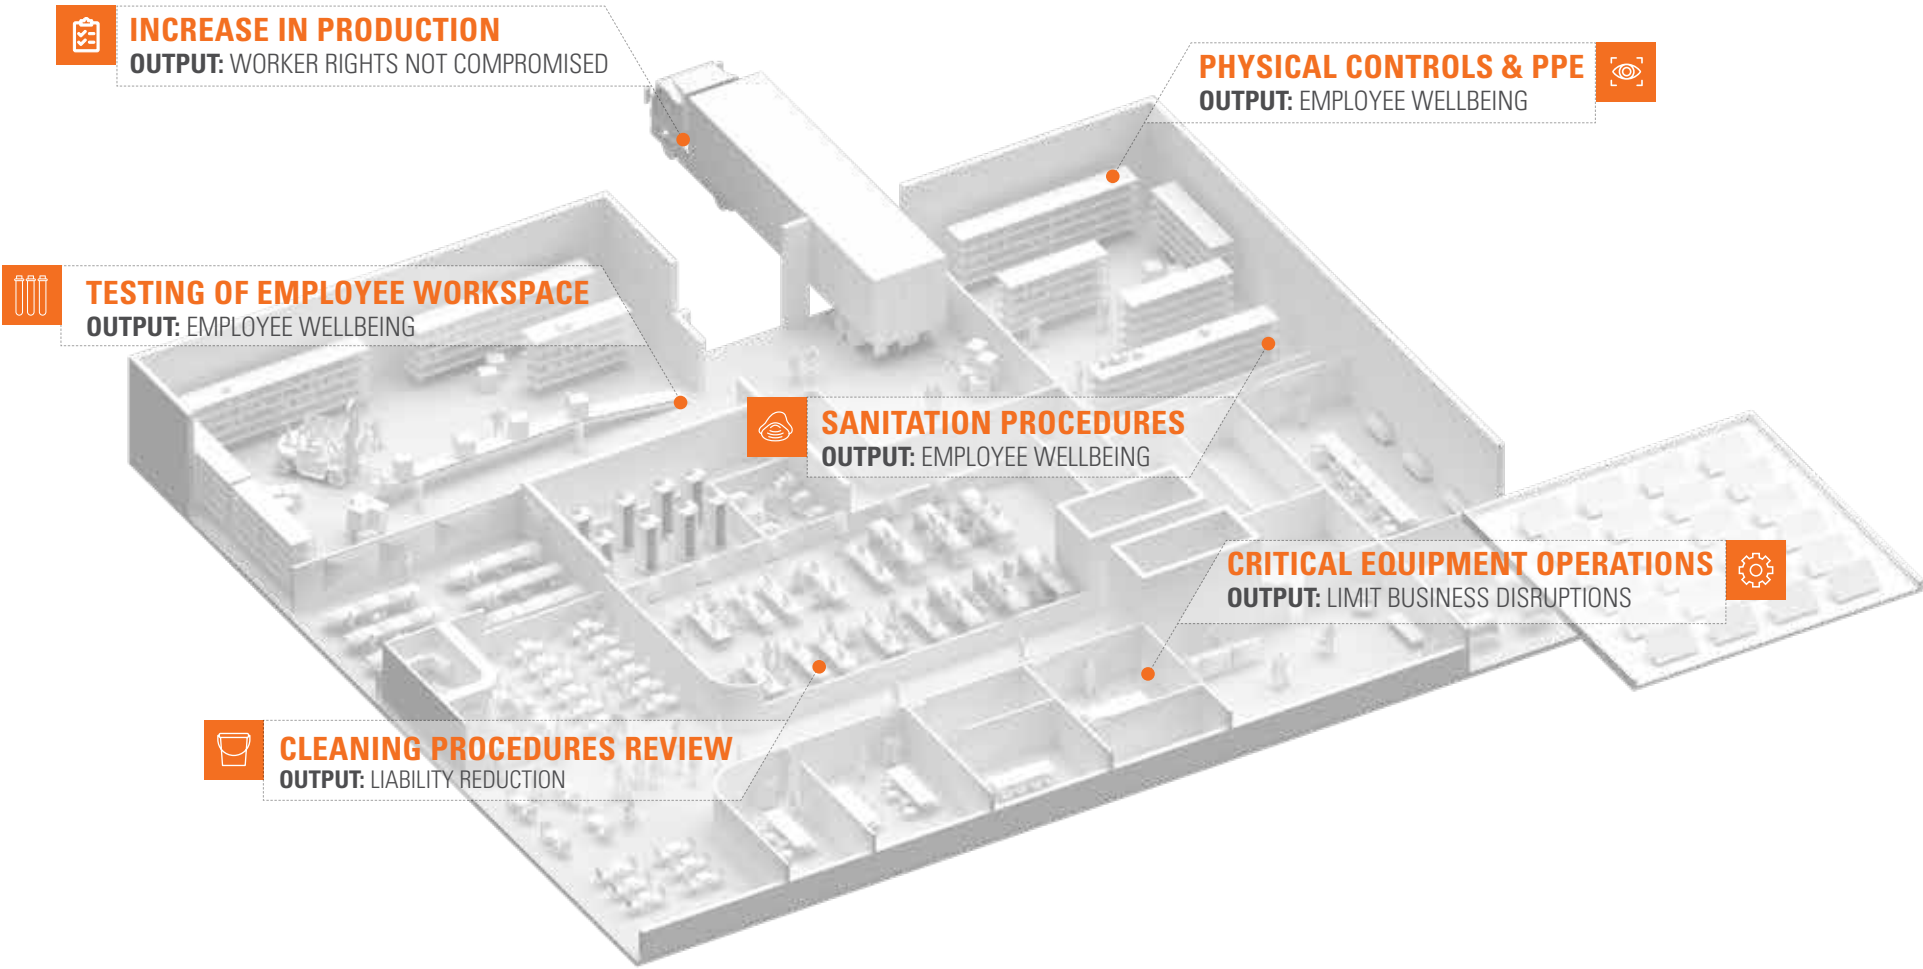 INCREASE IN PRODUCTION
OUTPUT: WORKER RIGHTS NOT COMPROMISED
PHYSICAL CONTROLS & PPE
OUTPUT: EMPLOYEE WELLBEING
TESTING OF EMPLOYEE WORKSPACE
OUTPUT: EMPLOYEE WELLBEING
SANITATION PROCEDURES
OUTPUT: EMPLOYEE WELLBEING
CRITICAL EQUIPMENT OPERATIONS
OUTPUT: LIMIT BUSINESS DISRUPTIONS
CLEANING PROCEDURES REVIEW
OUTPUT: LIABILITY REDUCTION